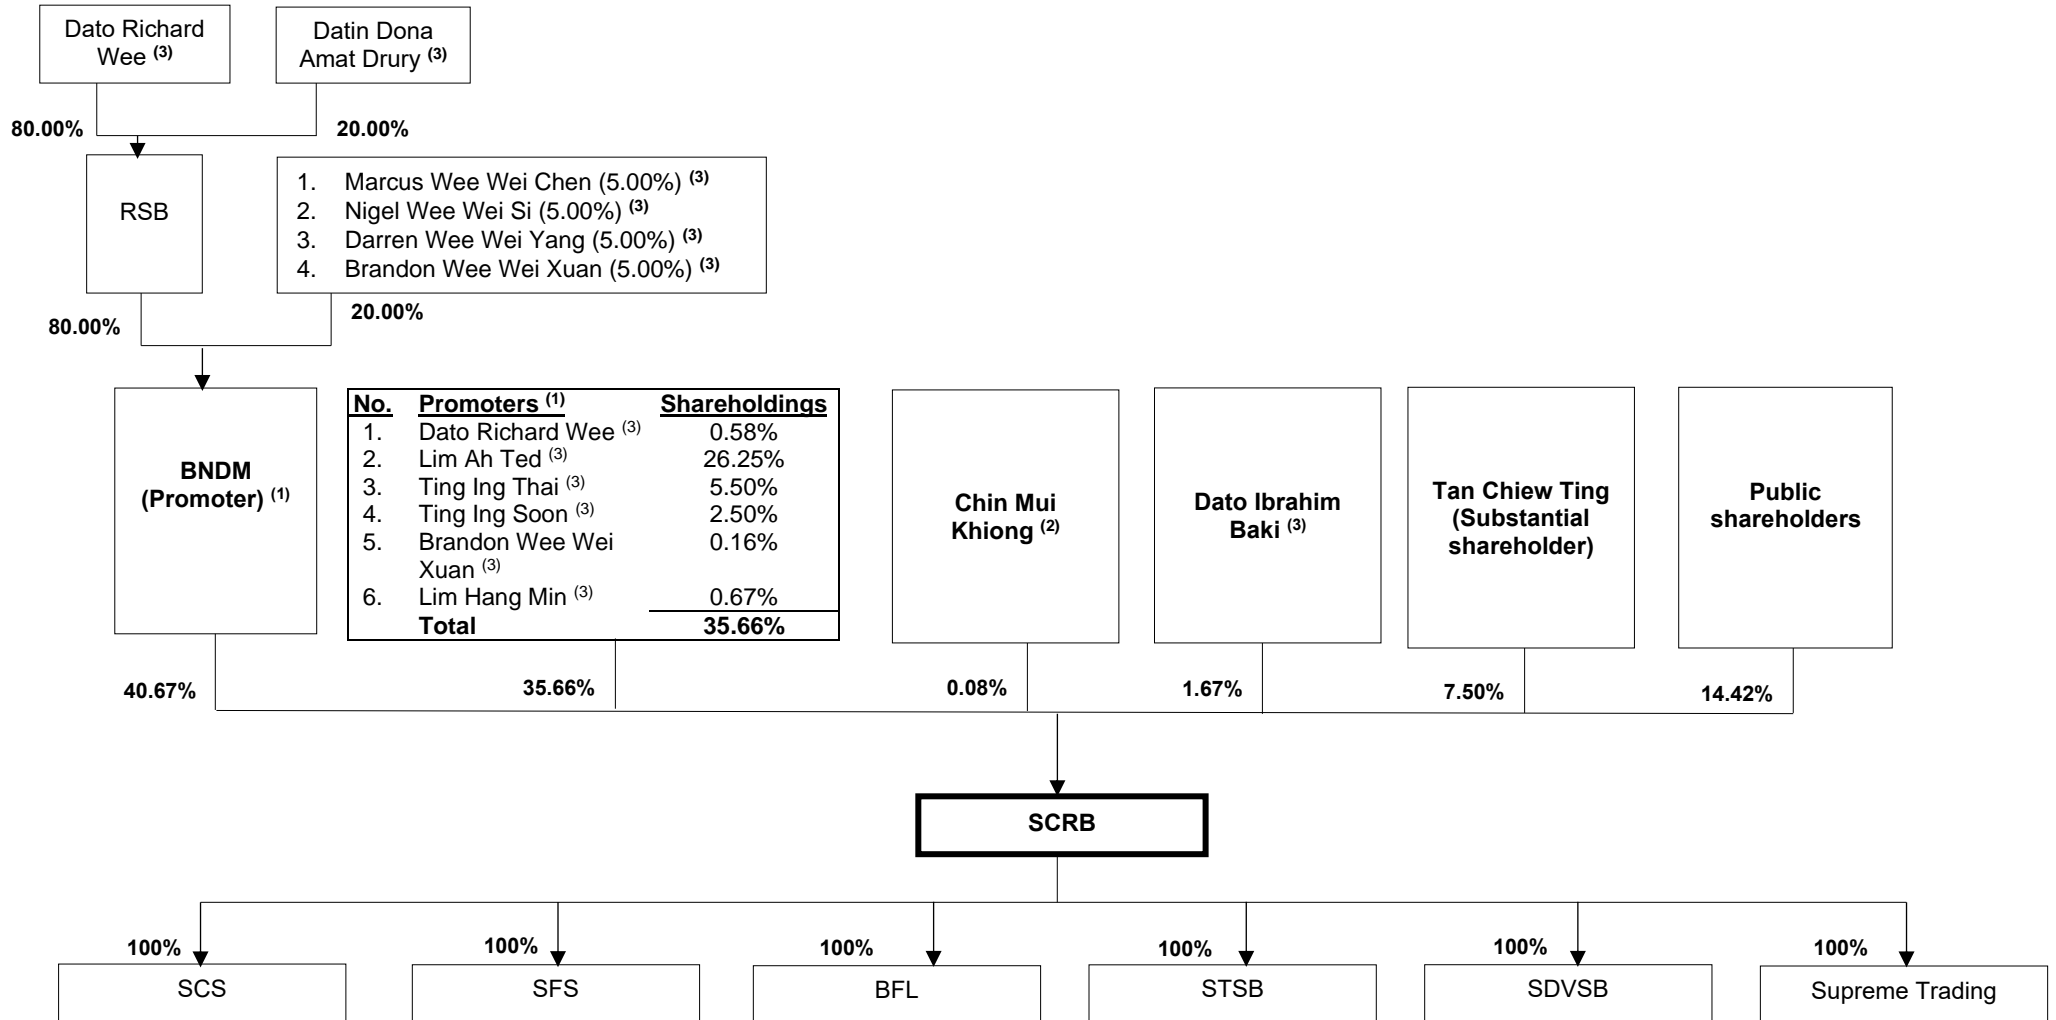 Dato Richard
Wee (3)
Datin Dona
Amat Drury (3)
80.00%
20.00%
RSB
1. Marcus Wee Wei Chen (5.00%) (3)
2. Nigel Wee Wei Si (5.00%) (3)
3. Darren Wee Wei Yang (5.00%) (3)
4. Brandon Wee Wei Xuan (5.00%) (3)
80.00%
20.00%
BNDM
(Promoter) (1)
No. Promoters (1) Shareholdings
1. Dato Richard Wee (3) 0.58%
2. Lim Ah Ted (3) 26.25%
3. Ting Ing Thai (3) 5.50%
4. Ting Ing Soon (3) 2.50%
5. Brandon Wee Wei 0.16%
Xuan (3)
6. Lim Hang Min (3) 0.67%
Total 35.66%
Chin Mui
Khiong (2)
Dato Ibrahim
Baki (3)
Tan Chiew Ting
(Substantial
shareholder)
Public
shareholders
40.67%
35.66%
0.08%
1.67%
7.50%
14.42%
SCRB
100%
100%
100%
100%
100%
100%
SCS
SFS
BFL
STSB
SDVSB
Supreme Trading